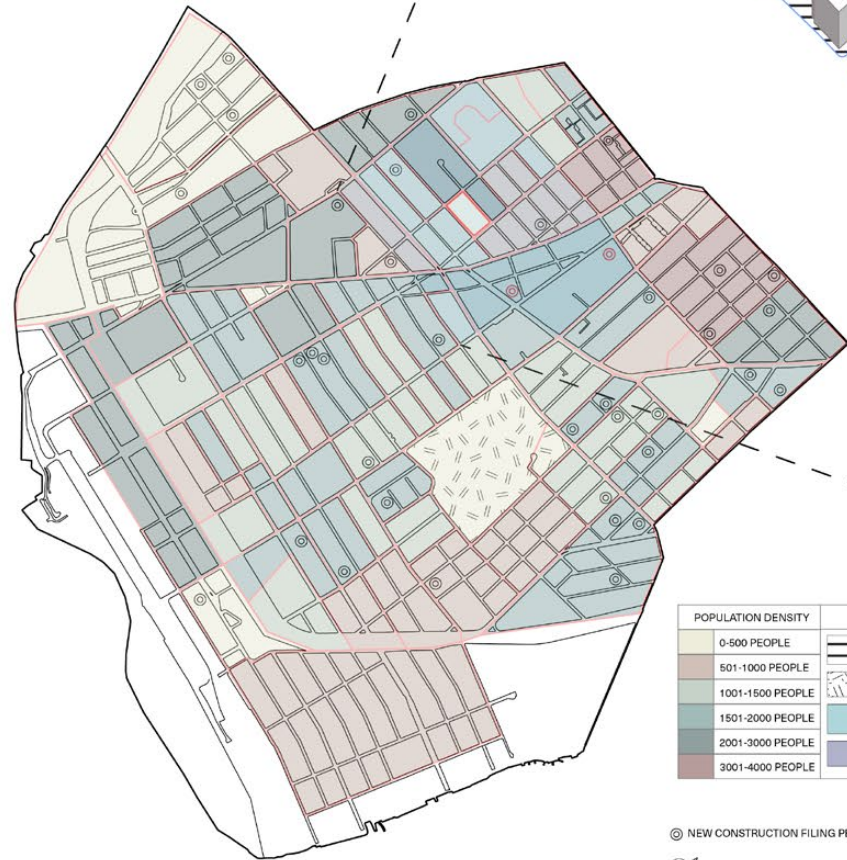 POPULATION DENSITY
0-500 PEOPLE
501-1000 PEOPLE
1001-1500 PEOPLE
1501-2000 PEOPLE
2001-3000 PEOPLE
3001-4000 PEOPLE
NEW CONSTRUCTION FILING